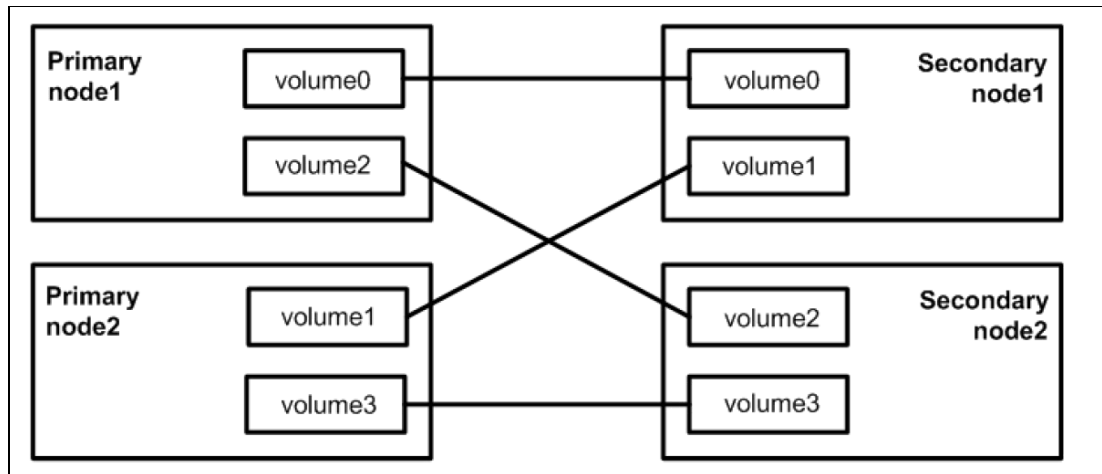 Primary
node1
volume0
volume2
volume0
volume1
Secondary
node1
Primary
node2
volume1
volume3
volume2
volume3
Secondary
node2